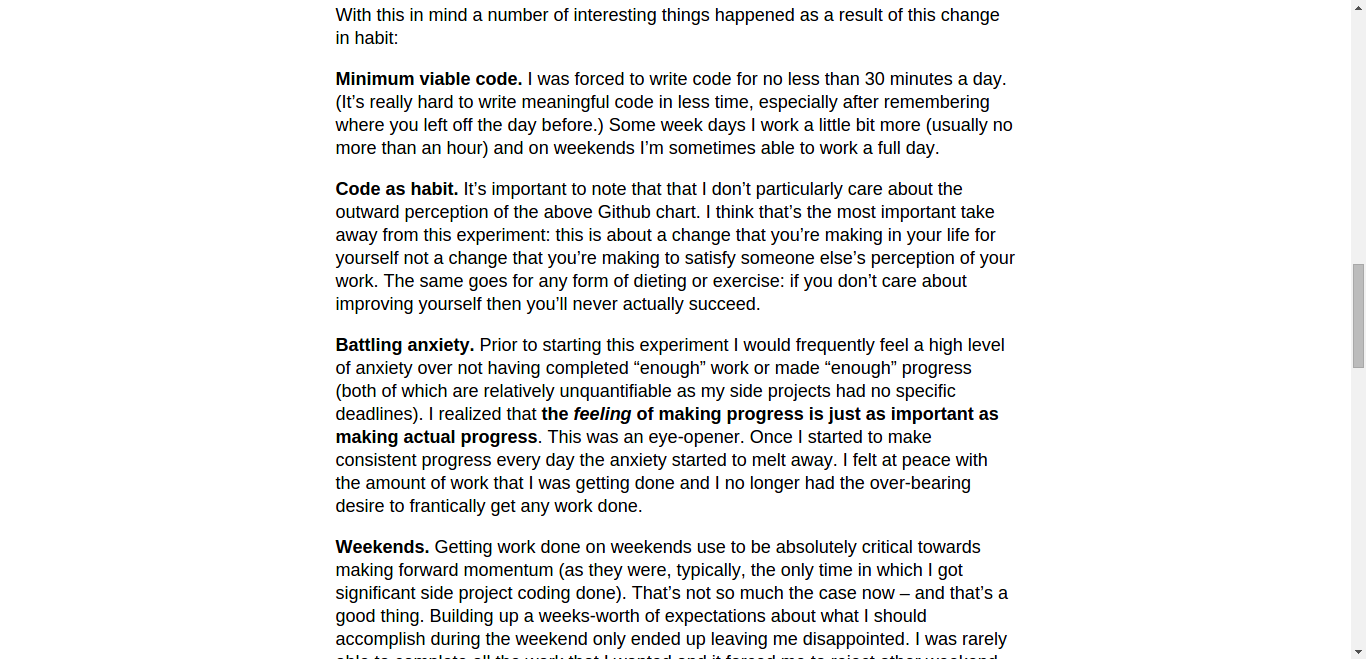 With this in mind a number of interesting things happened as a result of this change
in habit:
Minimum viable code. I was forced to write code for no less than 30 minutes a day.
(It’s really hard to write meaningful code in less time, especially after remembering
where you left off the day before.) Some week days I work a little bit more (usually no
more than an hour) and on weekends I’m sometimes able to work a full day.
Code as habit. It’s important to note that that I don’t particularly care about the
outward perception of the above Github chart. I think that’s the most important take
away from this experiment: this is about a change that you’re making in your life for
yourself not a change that you’re making to satisfy someone else’s perception of your
work. The same goes for any form of dieting or exercise: if you don’t care about
improving yourself then you’ll never actually succeed.
Battling anxiety. Prior to starting this experiment I would frequently feel a high level
of anxiety over not having completed “enough” work or made “enough” progress
(both of which are relatively unquantifiable as my side projects had no specific
deadlines). I realized that the feeling of making progress is just as important as
making actual progress. This was an eye-opener. Once I started to make
consistent progress every day the anxiety started to melt away. I felt at peace with
the amount of work that I was getting done and I no longer had the over-bearing
desire to frantically get any work done.
Weekends. Getting work done on weekends use to be absolutely critical towards
making forward momentum (as they were, typically, the only time in which I got
significant side project coding done). That’s not so much the case now – and that’s a
good thing. Building up a weeks-worth of expectations about what I should
accomplish during the weekend only ended up leaving me disappointed. I was rarely